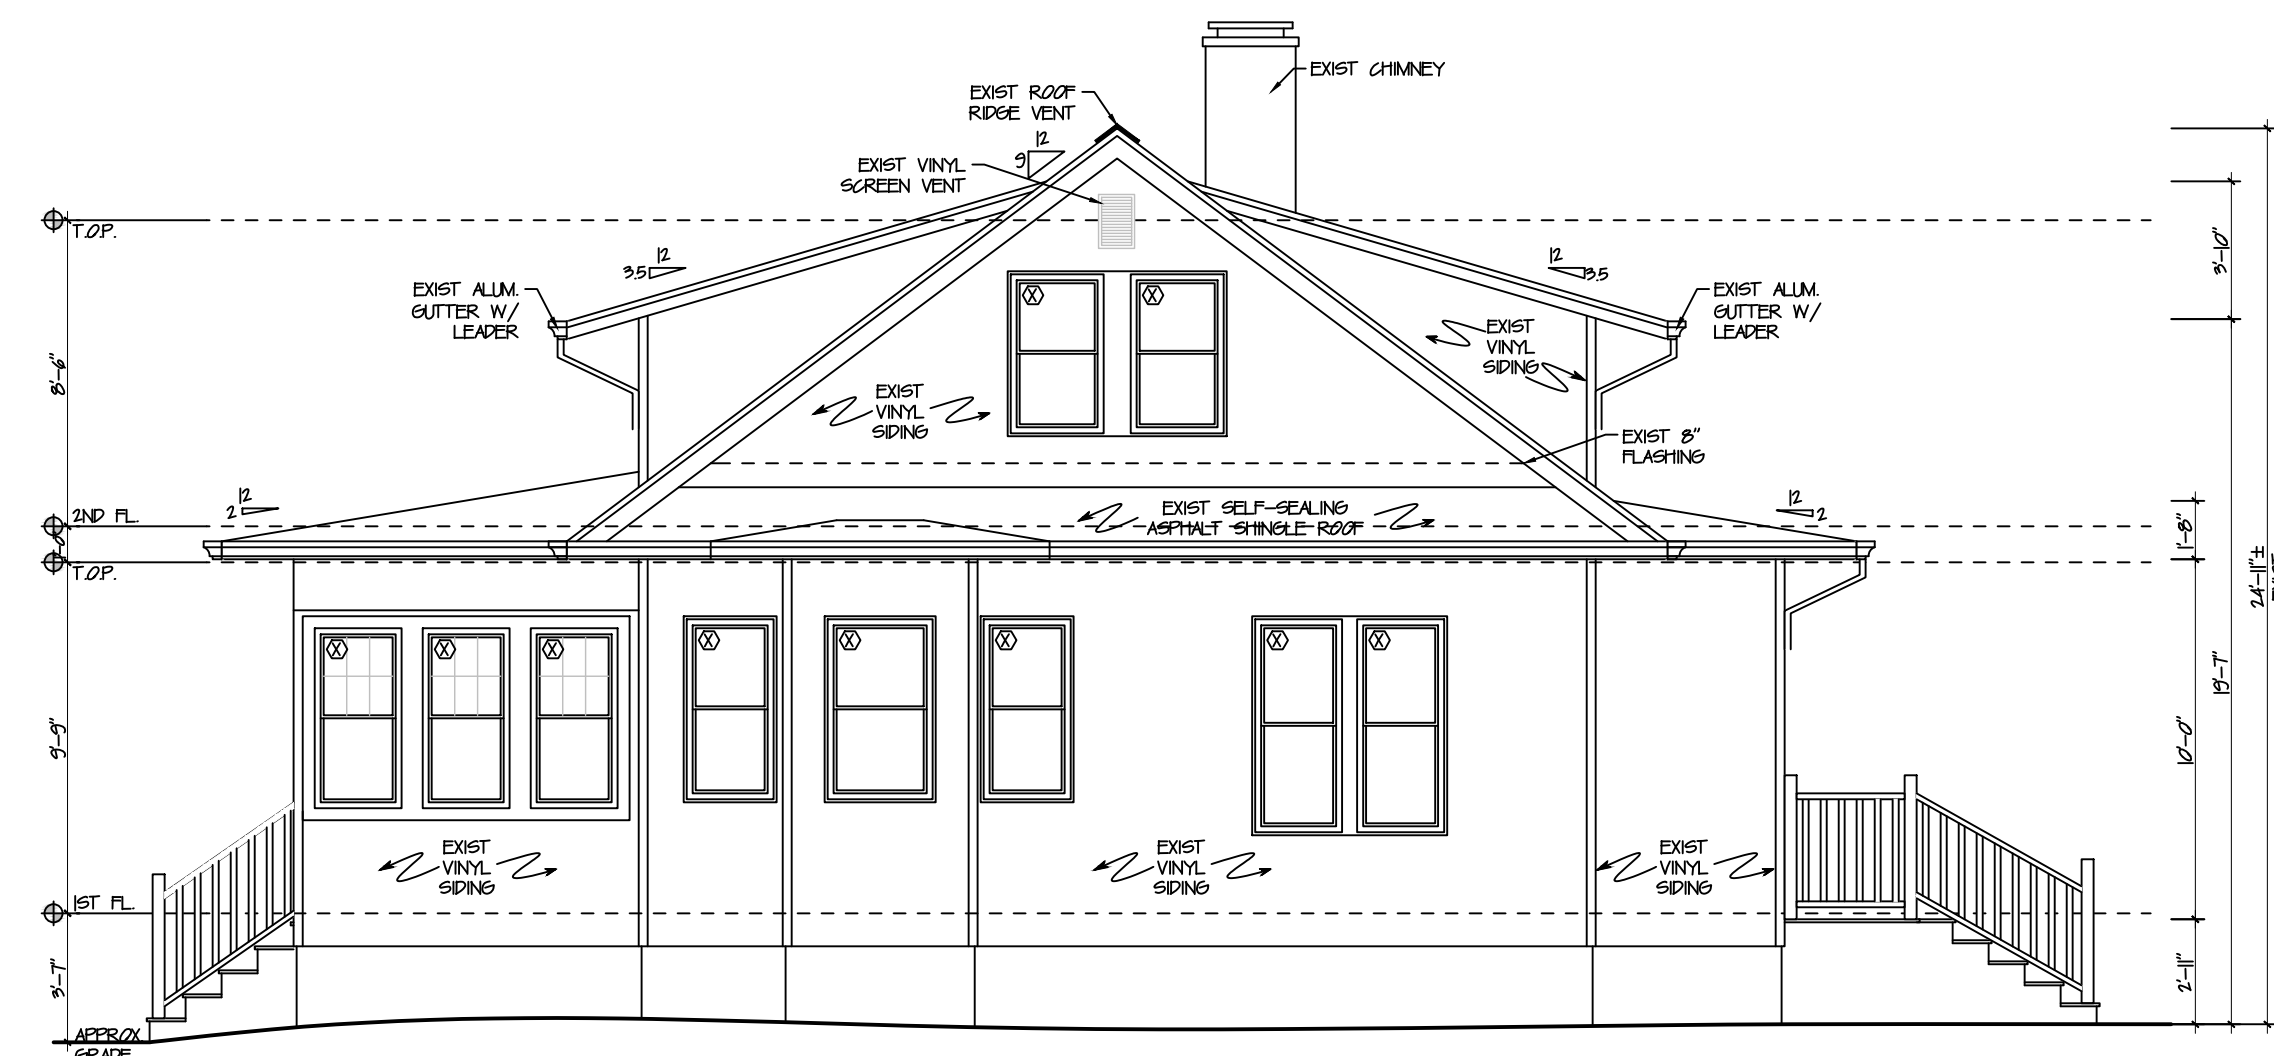 EXIST CHIMNEY
EXIST ROOF
RIDGE VENT
12
9
EXIST VINYL
SCREEN VENT
T.O.P.
12
3.5
12
3.5
3'-10"
EXIST ALUM.
GUTTER W/
LEADER
EXIST ALUM.
GUTTER W/
LEADER
X
X
EXIST
VINYL
SIDING
8'-6"
EXIST
VINYL
SIDING
EXIST 8"
FLASHING
12
2
12
2
2ND FL.
EXIST SELF-SEALING
ASPHALT SHINGLE ROOF
1'-8"
T.O.P.
24'-11"±
X
X
X
X
X
X
X
X
19'-7"
9'-9"
10'-0"
EXIST
VINYL
SIDING
EXIST
VINYL
SIDING
EXIST
VINYL
SIDING
1ST FL.
3'-7"
2'-11"
APPROX.
GRADE